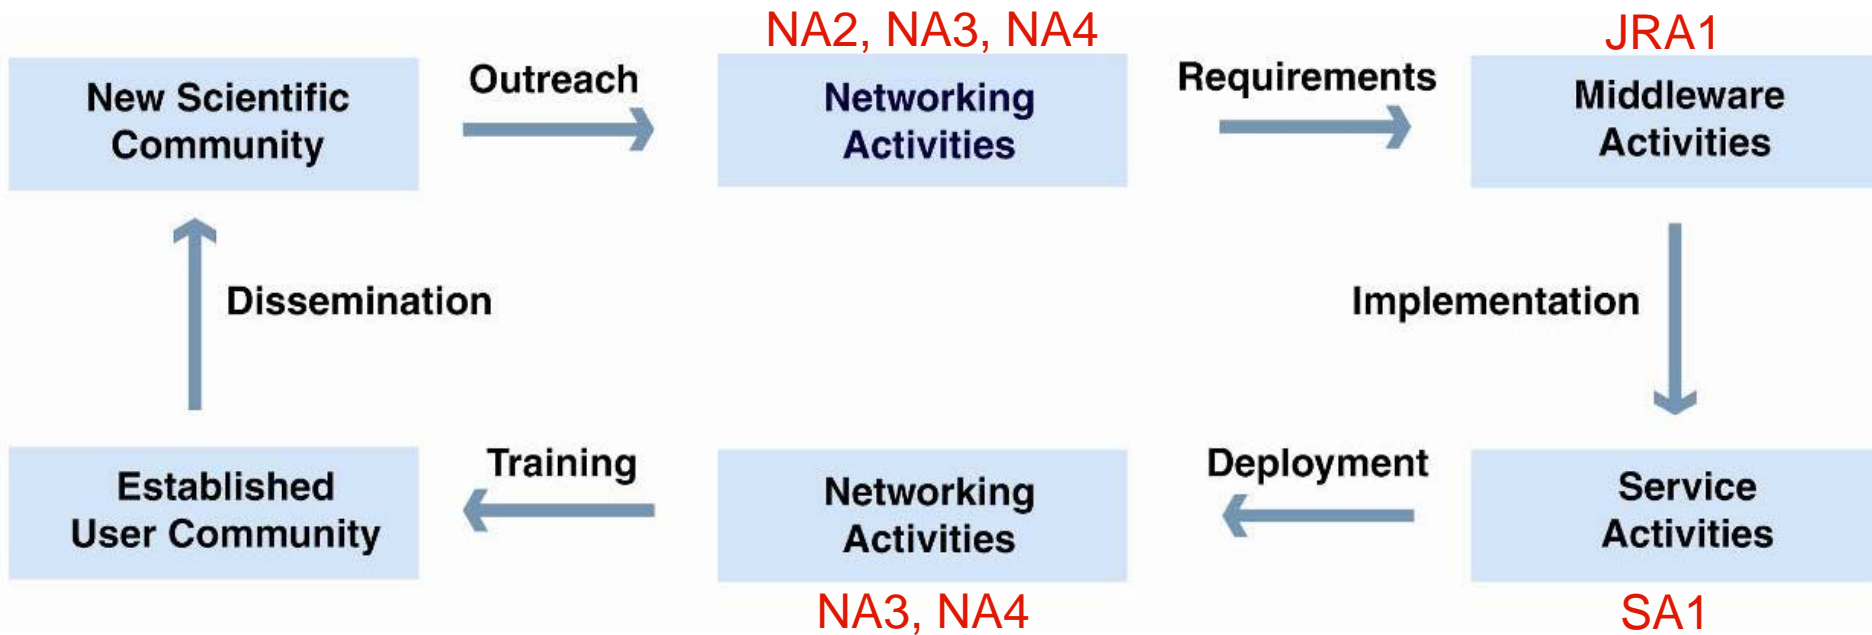 NA2, NA3, NA4
JRA1
New Scientific
Community
Outreach
Networking
Activities
Requirements
Middleware
Activities
Dissemination
Implementation
Established
User Community
Training
Networking
Activities
Deployment
Service
Activities
NA3, NA4
SA1